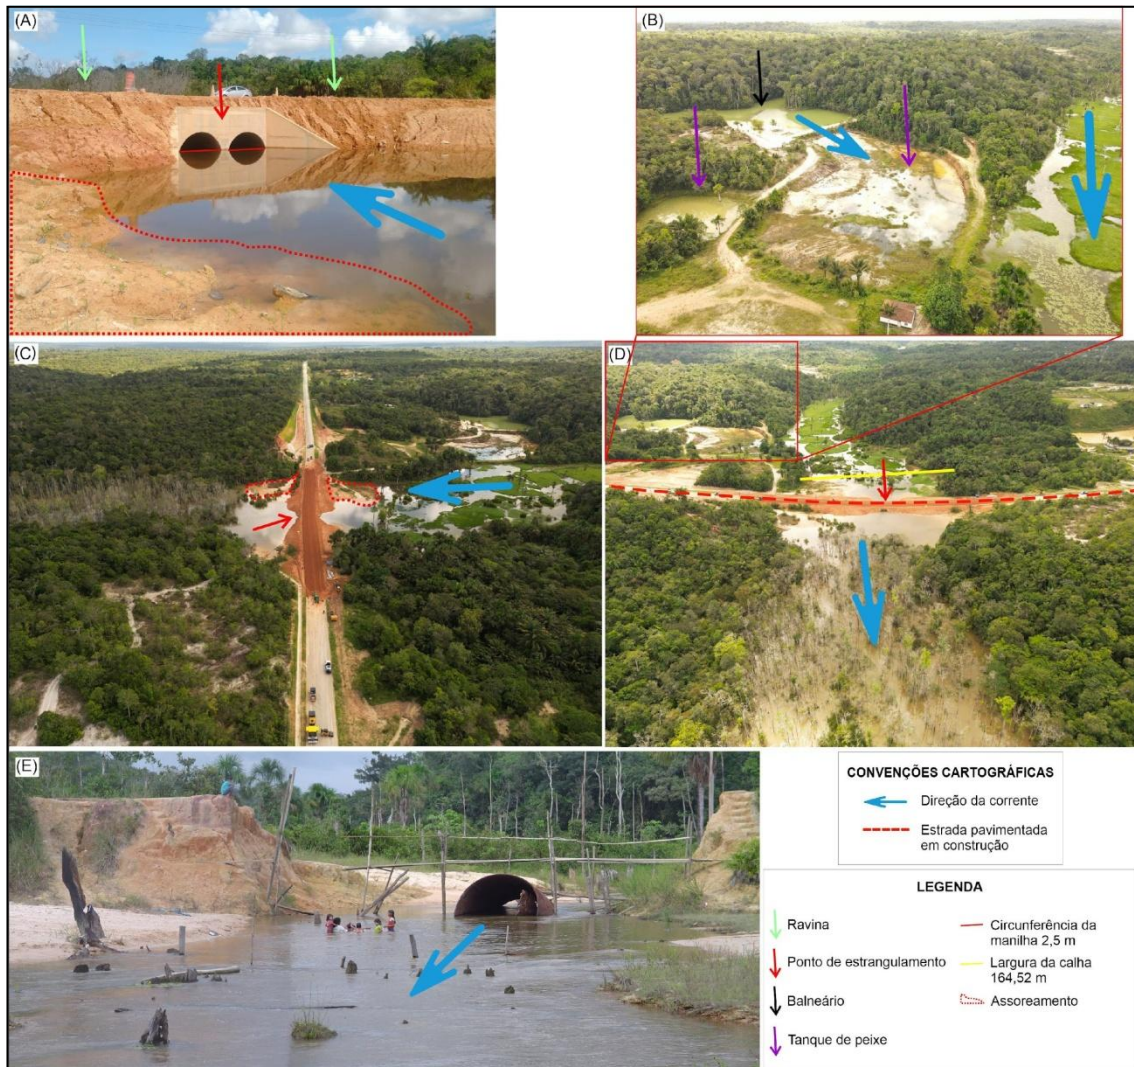 (A)
(B)
(C)
(D)
(E)
CONVENÇÕES CARTOGRÁFICAS
Direção da corrente
Estrada pavimentada
em construção
LEGENDA
Ravina
Ponto de estrangulamento
Balneário
Tanque de peixe
Circunferência da
manilha 2,5 m
Largura da calha
164,52 m
Assoreamento